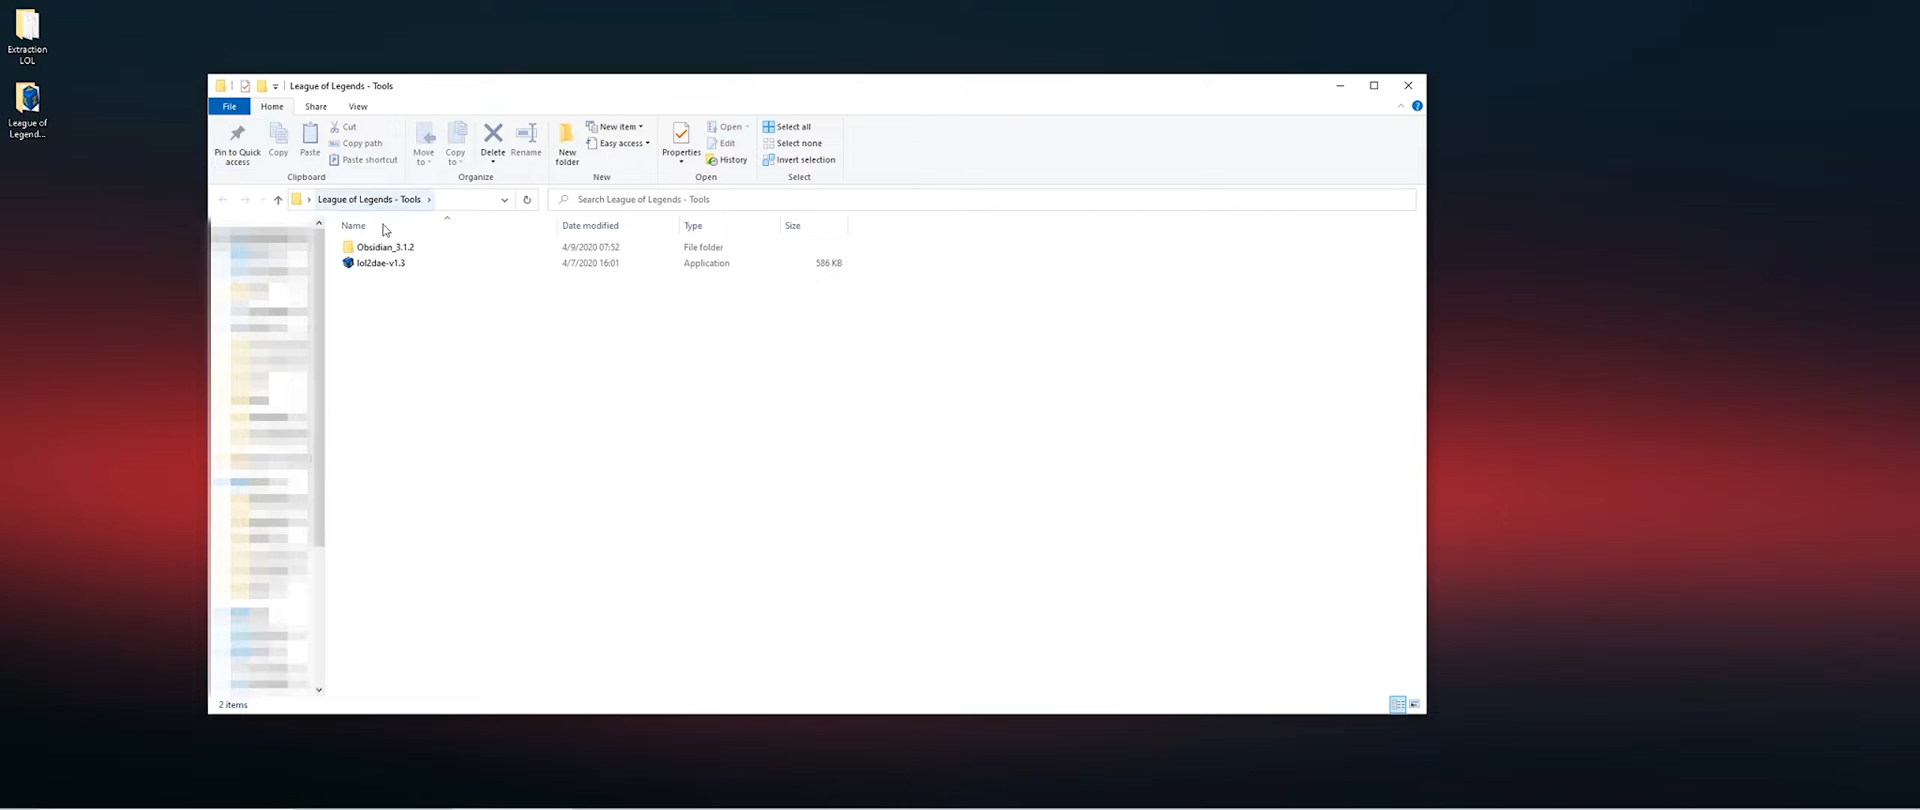 Extraction
LOL
League of
Legend...
League of Legends - Tools
File Home Share View
Pin to Quick
access
Copy
Paste
Cut
Copy path
Paste shortcut
Clipboard
Move
to
Copy
to
Delete
Rename
Organize
New
folder
New item
Easy access
New
Properties
Open
Edit
History
Open
Select all
Select none
Invert selection
Select
League of Legends - Tools
Search League of Legends - Tools
Name Date modified Type Size
Obsidian_3.1.2 4/9/2020 07:52 File folder
lol2dae-v1.3 4/7/2020 16:01 Application 586 KB
2 items